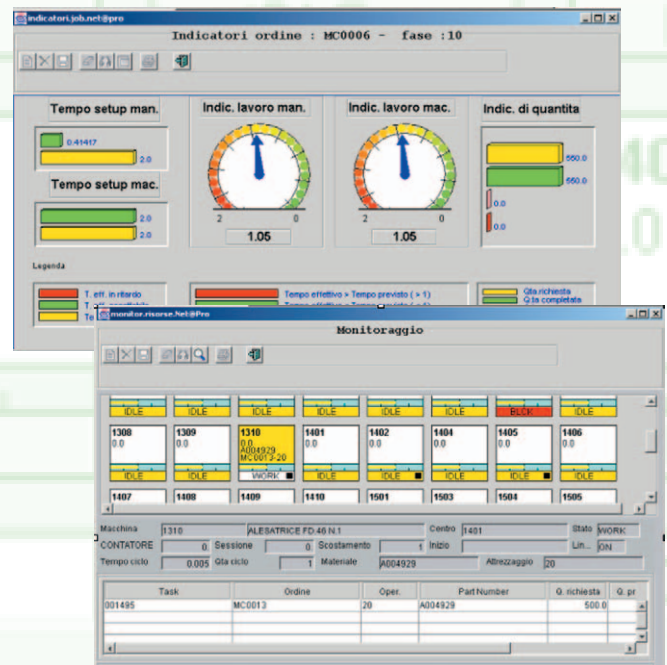 indicatori.job.net@pro
Indicatori ordine : MC0006 - fase :10
Tempo setup man.
Indic. lavoro man.
Indic. lavoro mac.
Indic. di quantita
0.41417
2.0
550.0
550.0
0.0
0.0
Tempo setup mac.
2.0
2.0
2 0
2 0
1.05
1.05
Legenda
T. eff. in ritardo
Tempo effettivo > Tempo previsto ( > 1)
Qta richiesta
Q.ta completata
monitor.risorse.Net@Pro
Monitoraggio
IDLE IDLE IDLE IDLE IDLE IDLE BLCK IDLE
1308 1309 1310 1401 1402 1404 1405 1406
0.0 0.0 0.0 0.0 0.0 0.0 0.0 0.0
A004929
MC0013-20
IDLE IDLE WORK IDLE IDLE IDLE IDLE IDLE
1407 1408 1409 1410 1501 1503 1504 1505
Macchina 1310 ALESATRICE FD.46 N.1 Centro 1401 Stato WORK
CONTATORE 0 Sessione 0 Scostamento 1 Inizio Lin... ON
Tempo ciclo 0.005 Qta ciclo 1 Materiale A004929 Attrezzaggio 20
Task Ordine Oper. Part Number Q. richiesta Q. pr
001495 MC0013 20 A004929 500.0